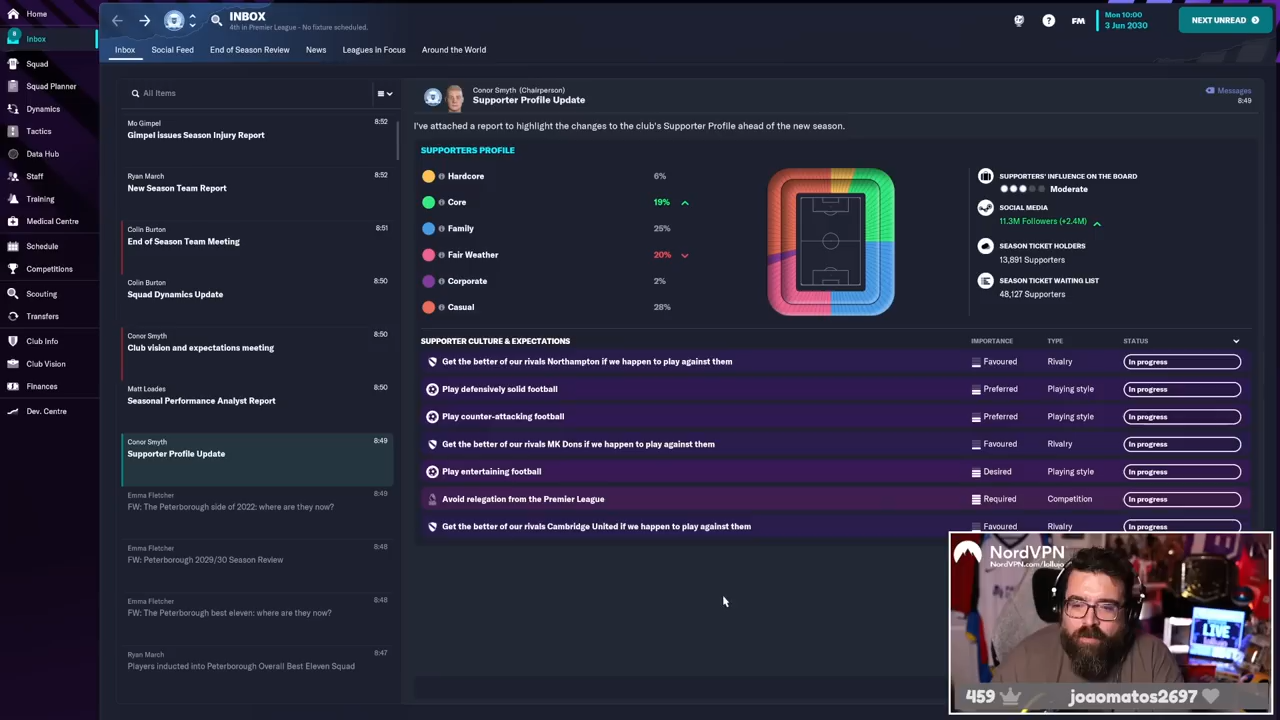 Home
Inbox
Squad
Squad Planner
Dynamics
Tactics
Data Hub
Staff
Training
Medical Centre
Schedule
Competitions
Scouting
Transfers
Club Info
Club Vision
Finances
Dev. Centre
INBOX
4th in Premier League - No fixture scheduled.
FM
Mon 10:00
3 Jun 2030
NEXT UNREAD
Inbox
Social Feed
End of Season Review
News
Leagues in Focus
Around the World
All Items
Mo Gimpel 8:52
Gimpel issues Season Injury Report
Ryan March 8:52
New Season Team Report
Colin Burton 8:51
End of Season Team Meeting
Colin Burton 8:50
Squad Dynamics Update
Conor Smyth 8:50
Club vision and expectations meeting
Matt Loades 8:50
Seasonal Performance Analyst Report
Conor Smyth 8:49
Supporter Profile Update
Emma Fletcher 8:49
FW: The Peterborough side of 2022: where are they now?
Emma Fletcher 8:48
FW: Peterborough 2029/30 Season Review
Emma Fletcher 8:48
FW: The Peterborough best eleven: where are they now?
Ryan March 8:47
Players inducted into Peterborough Overall Best Eleven Squad
Conor Smyth (Chairperson)
Supporter Profile Update
Messages
8:49
I've attached a report to highlight the changes to the club's Supporter Profile ahead of the new season.
SUPPORTERS PROFILE
Hardcore 6%
Core 19%
Family 25%
Fair Weather 20%
Corporate 2%
Casual 28%
SUPPORTERS' INFLUENCE ON THE BOARD
Moderate
SOCIAL MEDIA
11.3M Followers (+2.4M)
SEASON TICKET HOLDERS
13,891 Supporters
SEASON TICKET WAITING LIST
48,127 Supporters
SUPPORTER CULTURE & EXPECTATIONS IMPORTANCE TYPE STATUS
Get the better of our rivals Northampton if we happen to play against them Favoured Rivalry In progress
Play defensively solid football Preferred Playing style In progress
Play counter-attacking football Preferred Playing style In progress
Get the better of our rivals MK Dons if we happen to play against them Favoured Rivalry In progress
Play entertaining football Desired Playing style In progress
Avoid relegation from the Premier League Required Competition In progress
Get the better of our rivals Cambridge United if we happen to play against them Favoured Rivalry In progress
NordVPN
NordVPN.com/lollujo
LIVE
459 joaomatos2697